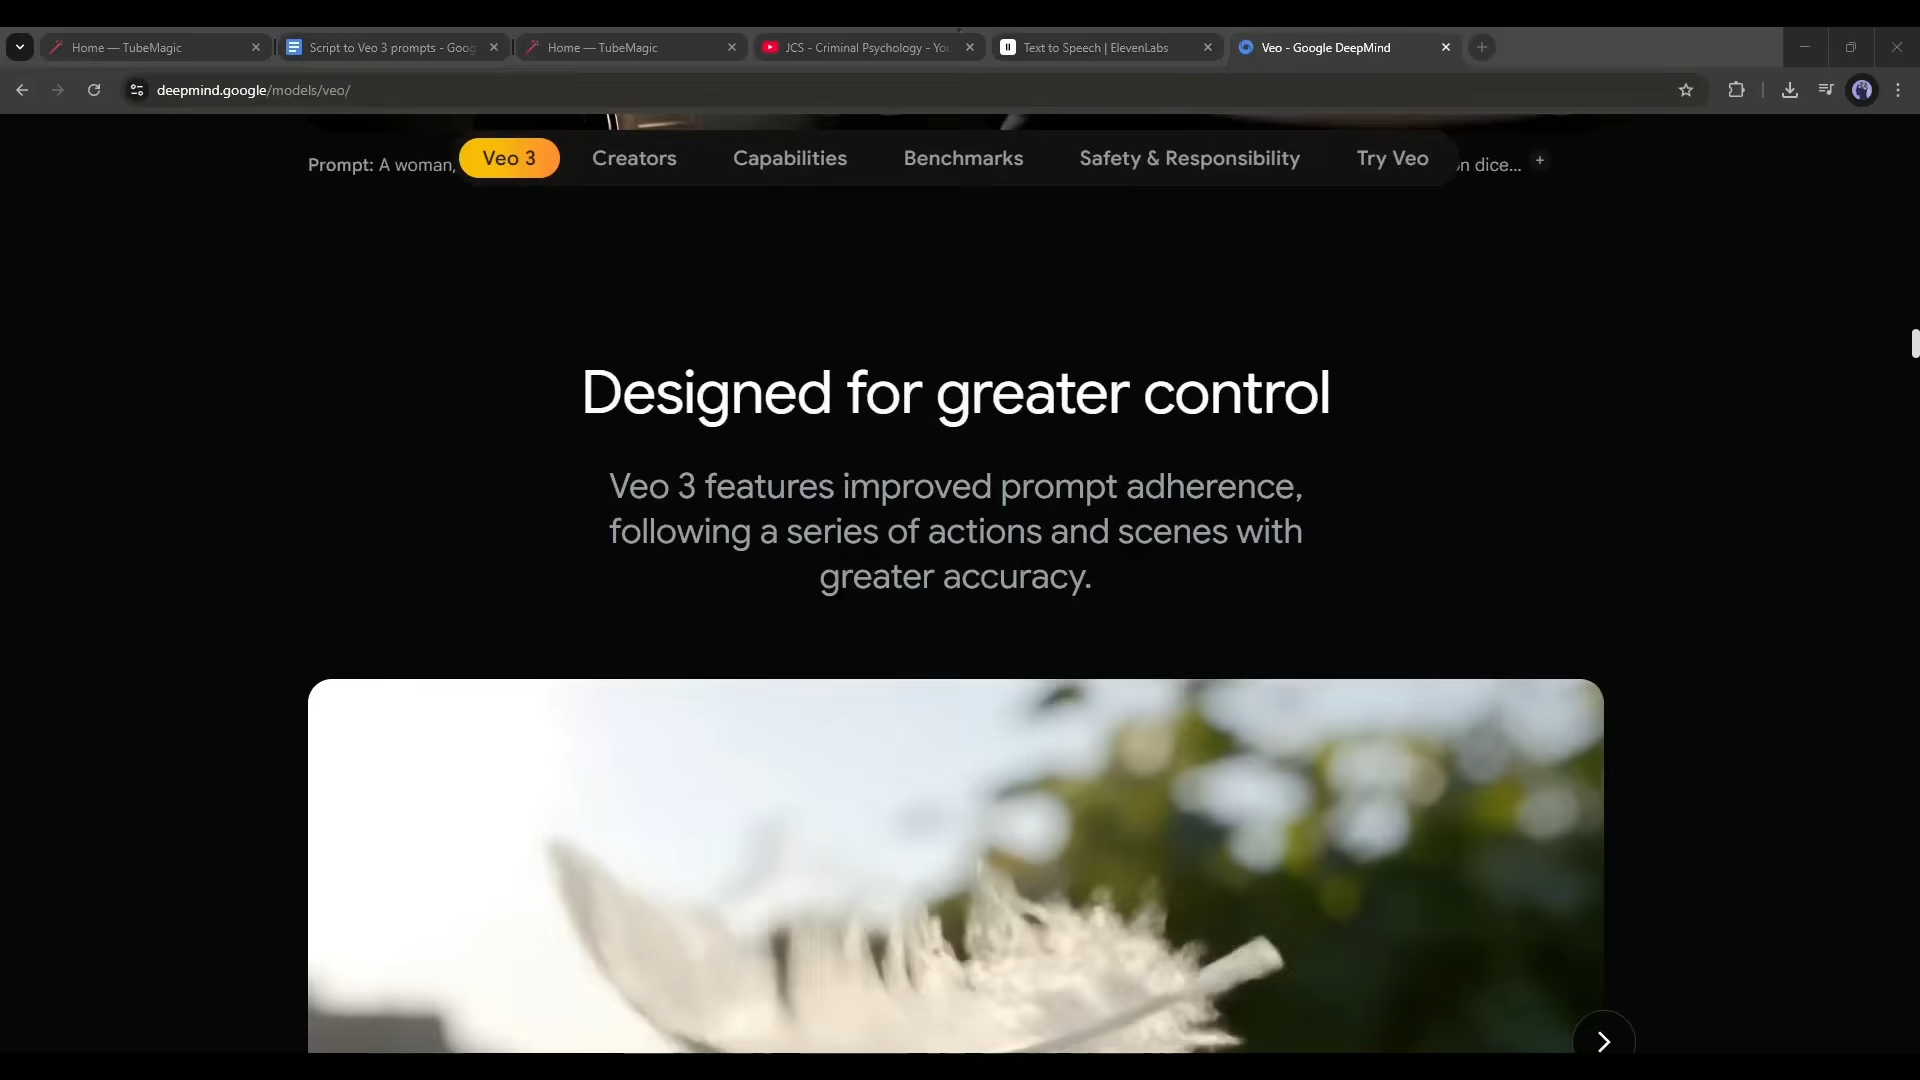 Home — TubeMagic
Script to Veo 3 prompts - Goog
Home — TubeMagic
JCS - Criminal Psychology - You
Text to Speech | ElevenLabs
Veo - Google DeepMind
deepmind.google/models/veo/
Prompt: A woman,
Veo 3
Creators
Capabilities
Benchmarks
Safety & Responsibility
Try Veo
on dice...
Designed for greater control
Veo 3 features improved prompt adherence,
following a series of actions and scenes with
greater accuracy.